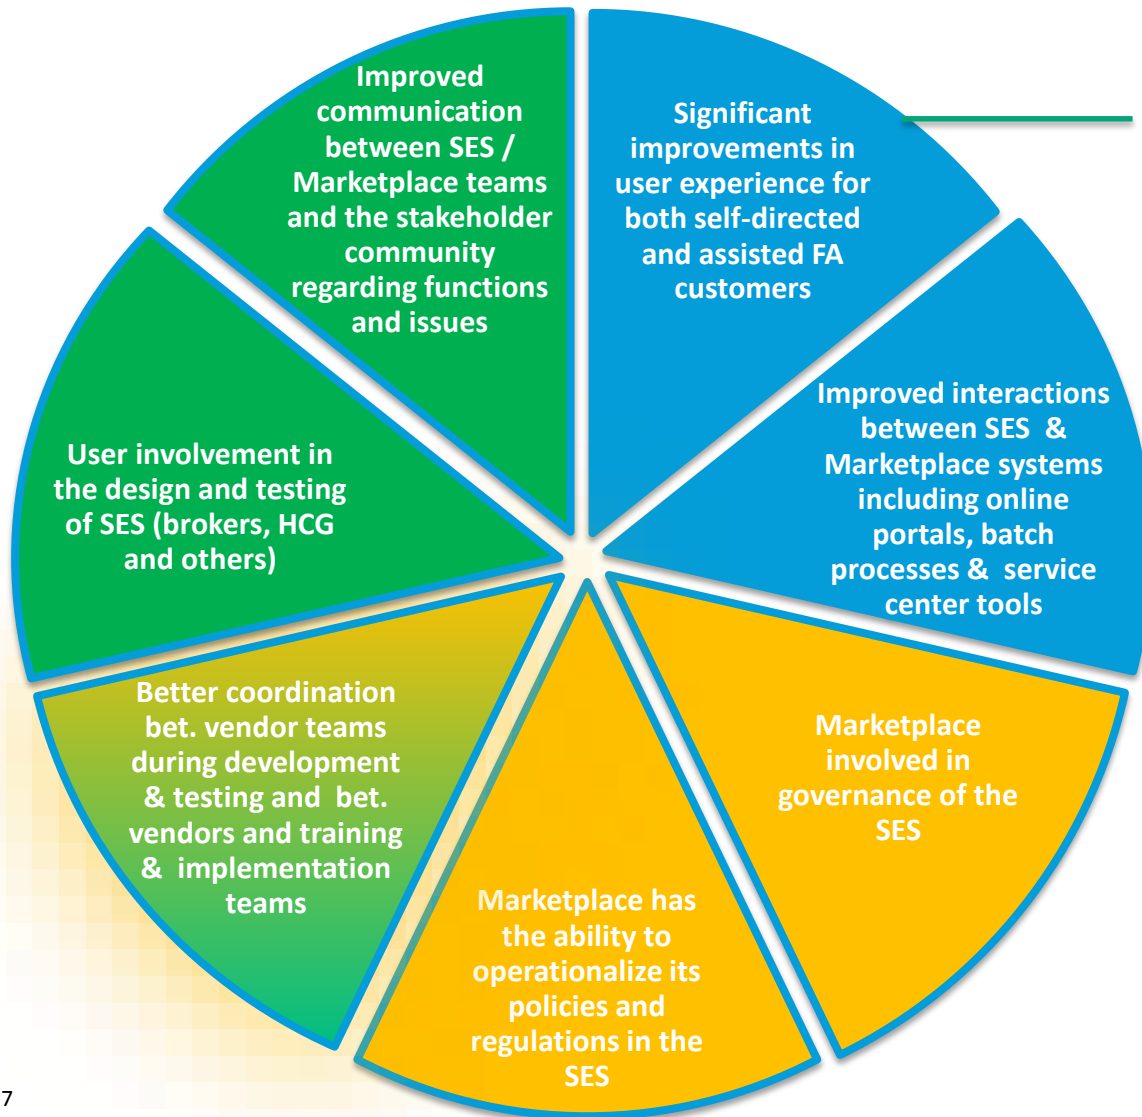 Improved
communication
between SES /
Marketplace teams
and the stakeholder
community
regarding functions
and issues
Significant
improvements in
user experience for
both self-directed
and assisted FA
customers
Improved interactions
between SES & 
Marketplace systems
including online
portals, batch
processes & service
center tools
Marketplace
involved in
governance of the
SES
Marketplace has
the ability to
operationalize its
policies and
regulations in the
SES
Better coordination
bet. vendor teams
during development
& testing and bet.
vendors and training
& implementation
teams
User involvement in
the design and testing
of SES (brokers, HCG
and others)
7